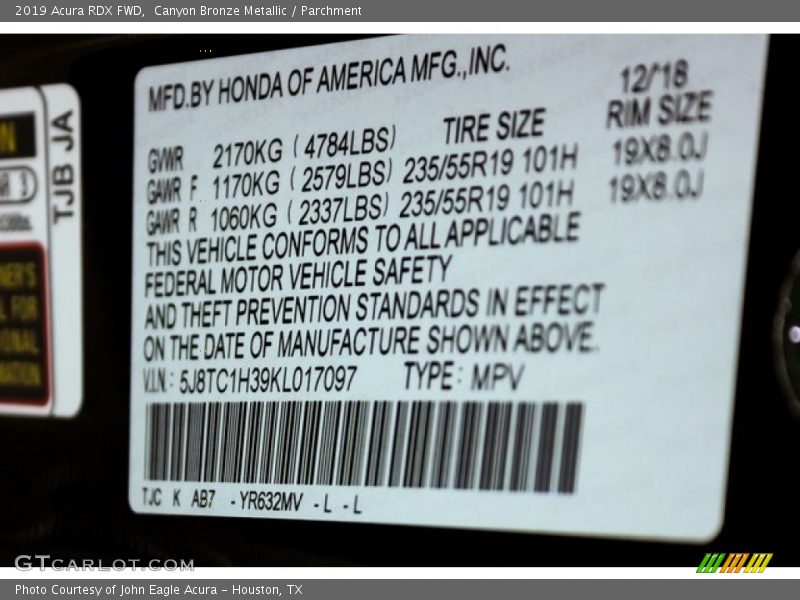 2019 Acura RDX FWD, Canyon Bronze Metallic / Parchment
MFD.BY HONDA OF AMERICA MFG.,INC.
12/'18
TIRE SIZE RIM SIZE
GVWR 2170KG ( 4784LBS)
GAWR F 1170KG ( 2579LBS) 235/55R19 101H 19X8.0J
GAWR R 1060KG ( 2337LBS) 235/55R19 101H 19X8.0J
THIS VEHICLE CONFORMS TO ALL APPLICABLE
FEDERAL MOTOR VEHICLE SAFETY
AND THEFT PREVENTION STANDARDS IN EFFECT
ON THE DATE OF MANUFACTURE SHOWN ABOVE.
V.I.N.: 5J8TC1H39KL017097 TYPE: MPV
TJC K AB7 -YR632MV -L -L
TJB JA
GTCARLOT.COM
Photo Courtesy of John Eagle Acura - Houston, TX